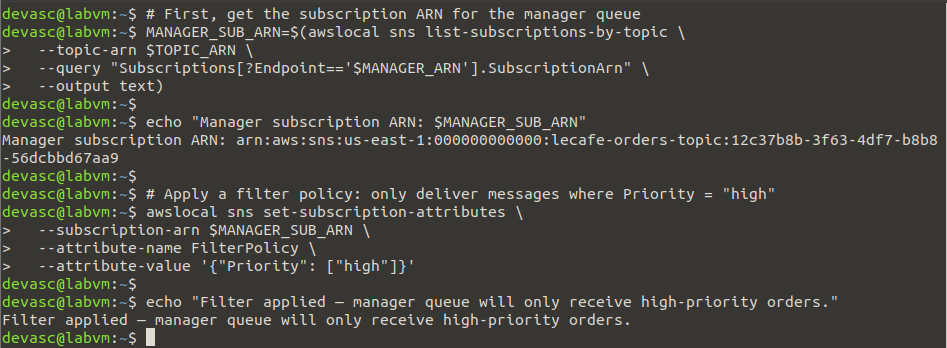 devasc@labvm:~$ # First, get the subscription ARN for the manager queue
devasc@labvm:~$ MANAGER_SUB_ARN=$(awslocal sns list-subscriptions-by-topic \
>   --topic-arn $TOPIC_ARN \
>   --query "Subscriptions[?Endpoint=='$MANAGER_ARN'].SubscriptionArn" \
>   --output text)
devasc@labvm:~$
devasc@labvm:~$ echo "Manager subscription ARN: $MANAGER_SUB_ARN"
Manager subscription ARN: arn:aws:sns:us-east-1:000000000000:lecafe-orders-topic:12c37b8b-3f63-4df7-b8b8
-56dcbbd67aa9
devasc@labvm:~$
devasc@labvm:~$ # Apply a filter policy: only deliver messages where Priority = "high"
devasc@labvm:~$ awslocal sns set-subscription-attributes \
>   --subscription-arn $MANAGER_SUB_ARN \
>   --attribute-name FilterPolicy \
>   --attribute-value '{"Priority": ["high"]}'
devasc@labvm:~$
devasc@labvm:~$ echo "Filter applied — manager queue will only receive high-priority orders."
Filter applied — manager queue will only receive high-priority orders.
devasc@labvm:~$